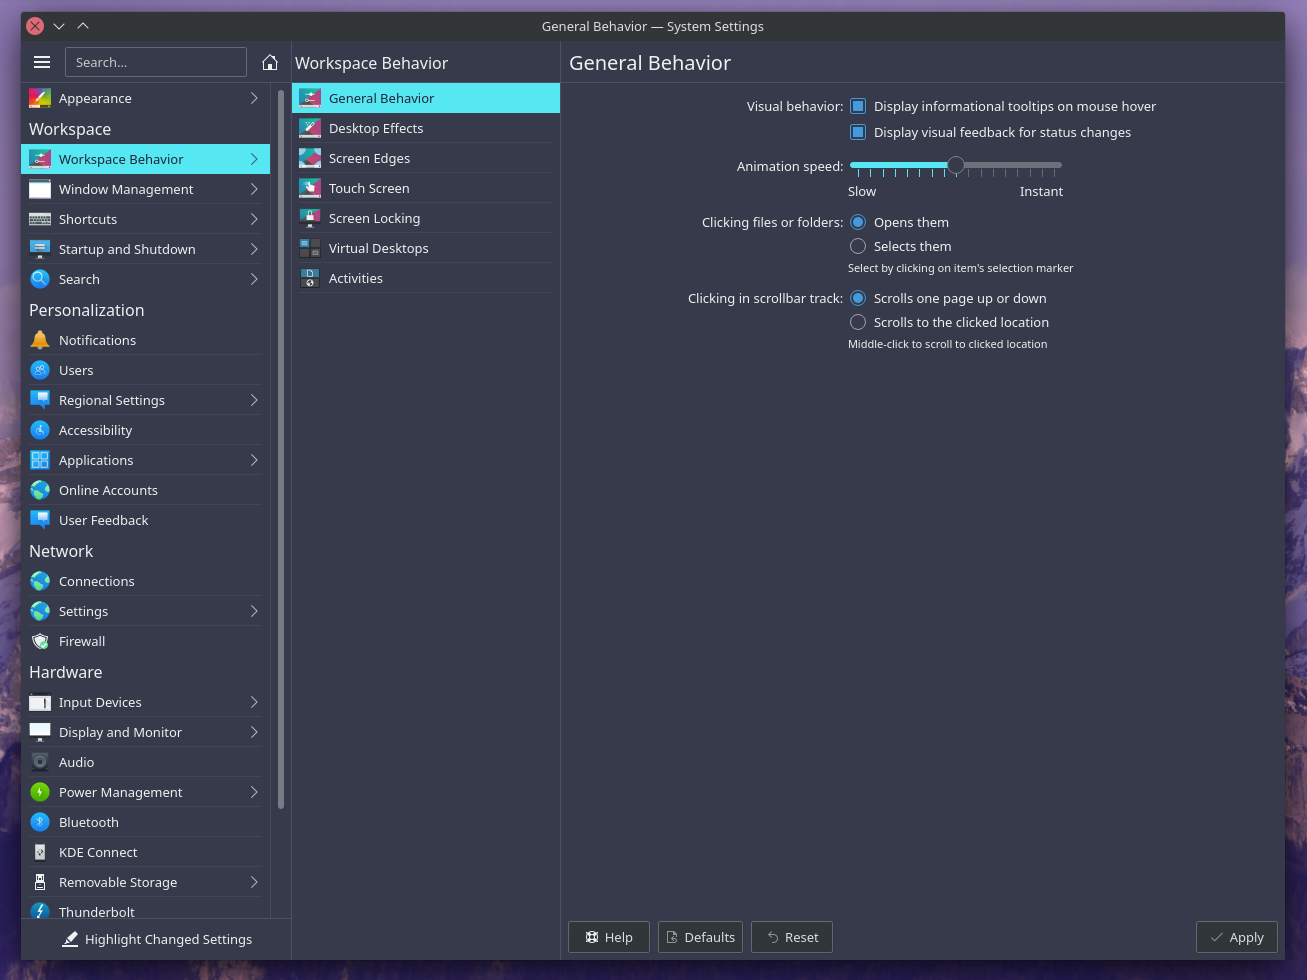 General Behavior — System Settings
Search...
Appearance
Workspace
Workspace Behavior
Window Management
Shortcuts
Startup and Shutdown
Search
Personalization
Notifications
Users
Regional Settings
Accessibility
Applications
Online Accounts
User Feedback
Network
Connections
Settings
Firewall
Hardware
Input Devices
Display and Monitor
Audio
Power Management
Bluetooth
KDE Connect
Removable Storage
Thunderbolt
Highlight Changed Settings
Workspace Behavior
General Behavior
Desktop Effects
Screen Edges
Touch Screen
Screen Locking
Virtual Desktops
Activities
General Behavior
Visual behavior: Display informational tooltips on mouse hover
Display visual feedback for status changes
Animation speed:
Slow Instant
Clicking files or folders: Opens them
Selects them
Select by clicking on item's selection marker
Clicking in scrollbar track: Scrolls one page up or down
Scrolls to the clicked location
Middle-click to scroll to clicked location
Help Defaults Reset Apply